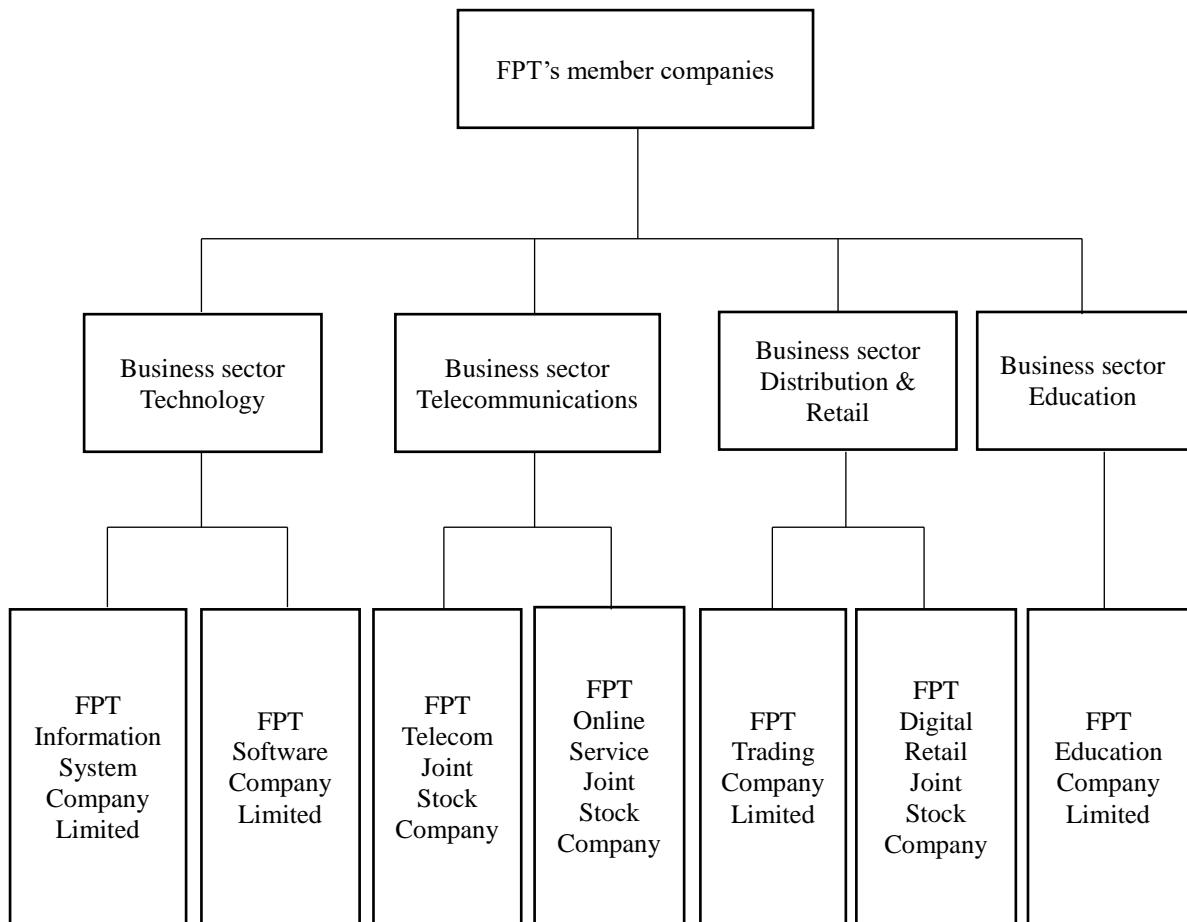 FPT’s member companies
Business sector
Technology
Business sector
Telecommunications
Business sector
Distribution &
Retail
Business sector
Education
FPT
Information
System
Company
Limited
FPT
Software
Company
Limited
FPT
Telecom
Joint
Stock
Company
FPT
Online
Service
Joint
Stock
Company
FPT
Trading
Company
Limited
FPT
Digital
Retail
Joint
Stock
Company
FPT
Education
Company
Limited